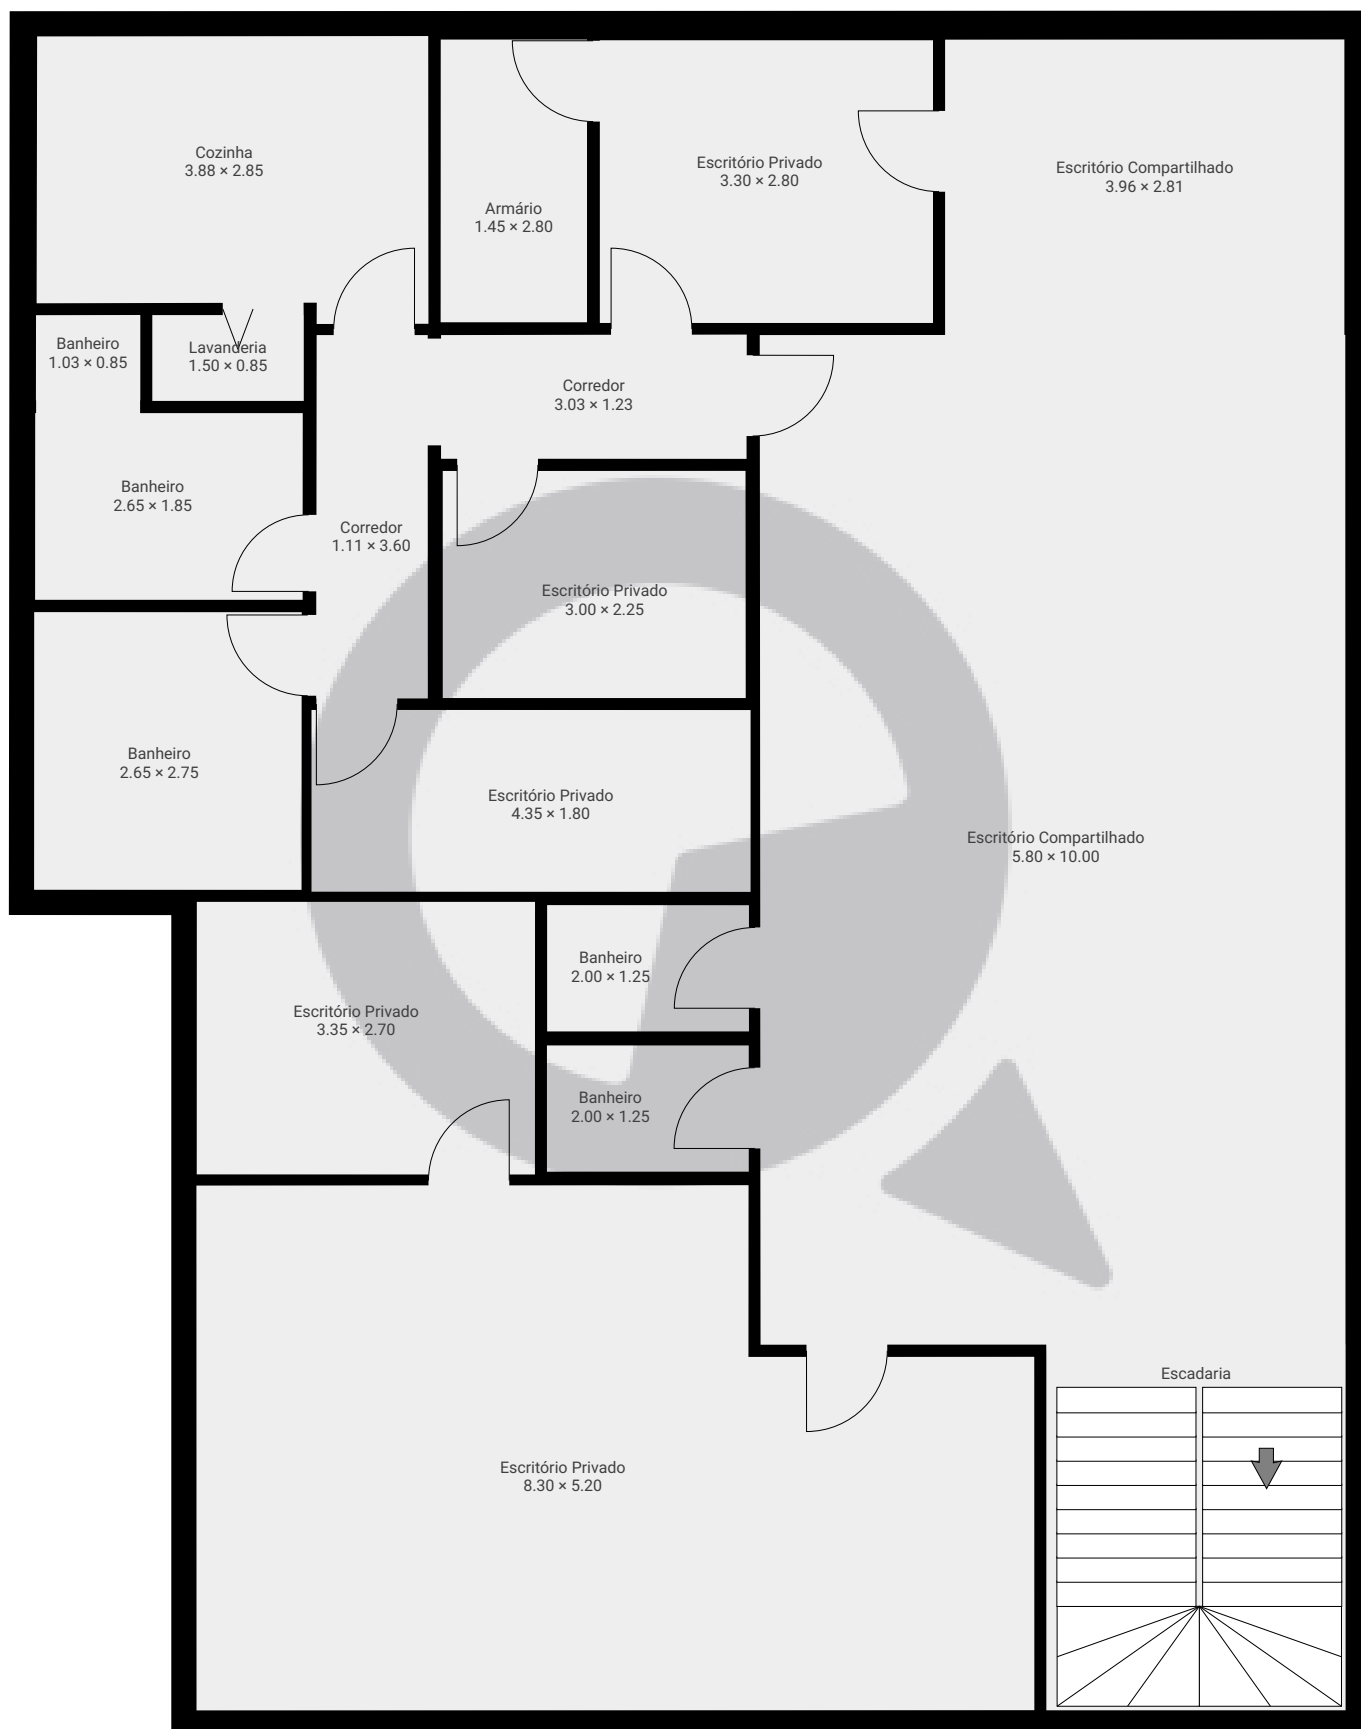 Cozinha
3.88 × 2.85
Armário
1.45 × 2.80
Escritório Privado
3.30 × 2.80
Escritório Compartilhado
3.96 × 2.81
Banheiro
1.03 × 0.85
Lavanderia
1.50 × 0.85
Corredor
3.03 × 1.23
Banheiro
2.65 × 1.85
Corredor
1.11 × 3.60
Escritório Privado
3.00 × 2.25
Banheiro
2.65 × 2.75
Escritório Privado
4.35 × 1.80
Escritório Compartilhado
5.80 × 10.00
Banheiro
2.00 × 1.25
Escritório Privado
3.35 × 2.70
Banheiro
2.00 × 1.25
Escadaria
Escritório Privado
8.30 × 5.20